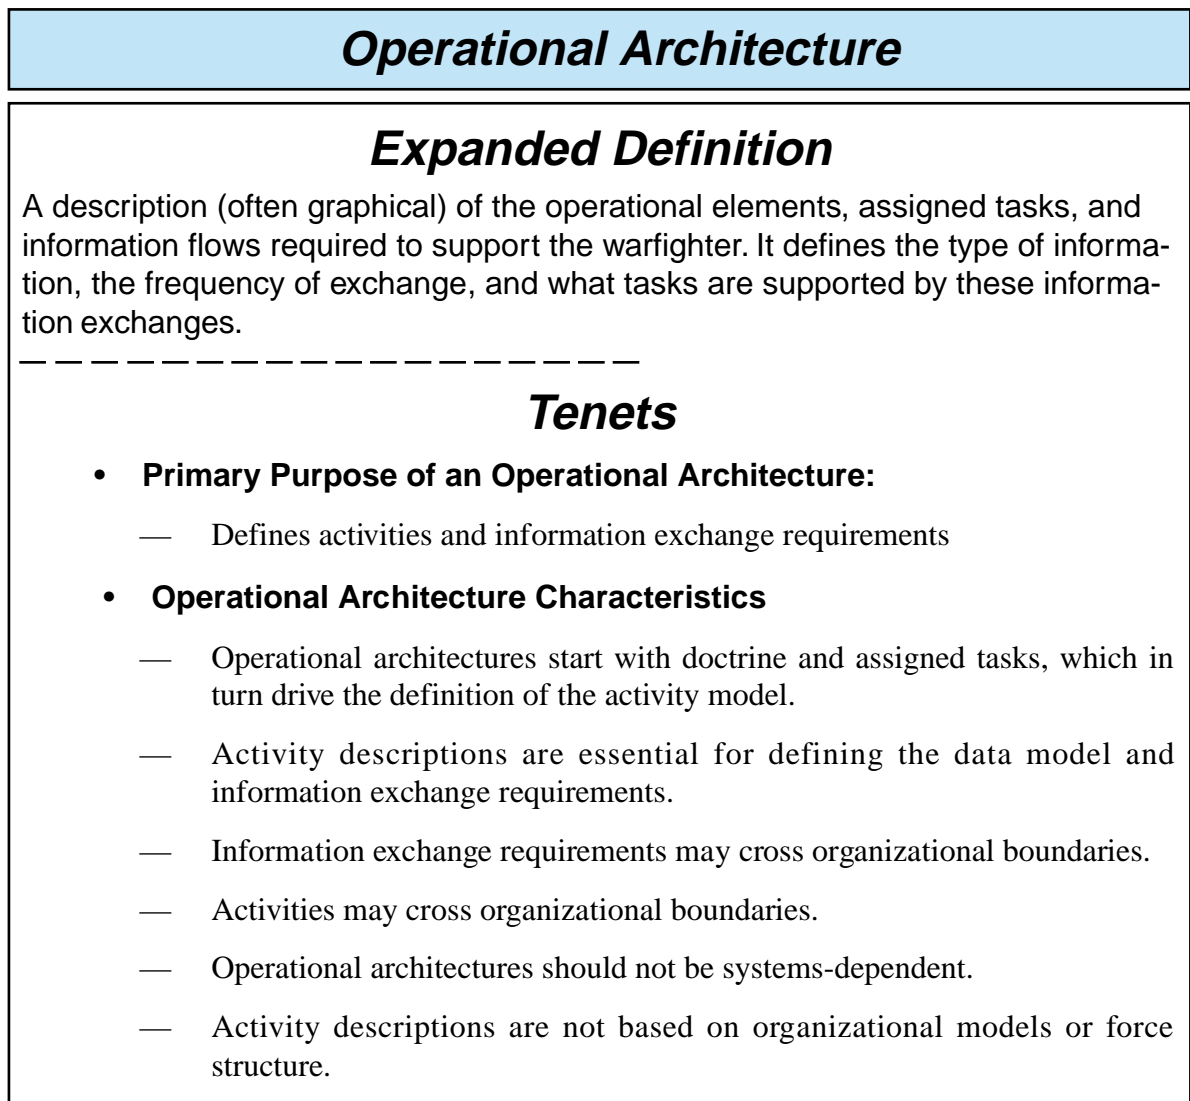 Operational Architecture
Expanded Definition
A description (often graphical) of the operational elements, assigned tasks, and
information flows required to support the warfighter. It defines the type of informa-
tion, the frequency of exchange, and what tasks are supported by these informa-
tion exchanges.
Tenets
• Primary Purpose of an Operational Architecture:
— Defines activities and information exchange requirements
• Operational Architecture Characteristics
— Operational architectures start with doctrine and assigned tasks, which in
turn drive the definition of the activity model.
— Activity descriptions are essential for defining the data model and
information exchange requirements.
— Information exchange requirements may cross organizational boundaries.
— Activities may cross organizational boundaries.
— Operational architectures should not be systems-dependent.
— Activity descriptions are not based on organizational models or force
structure.